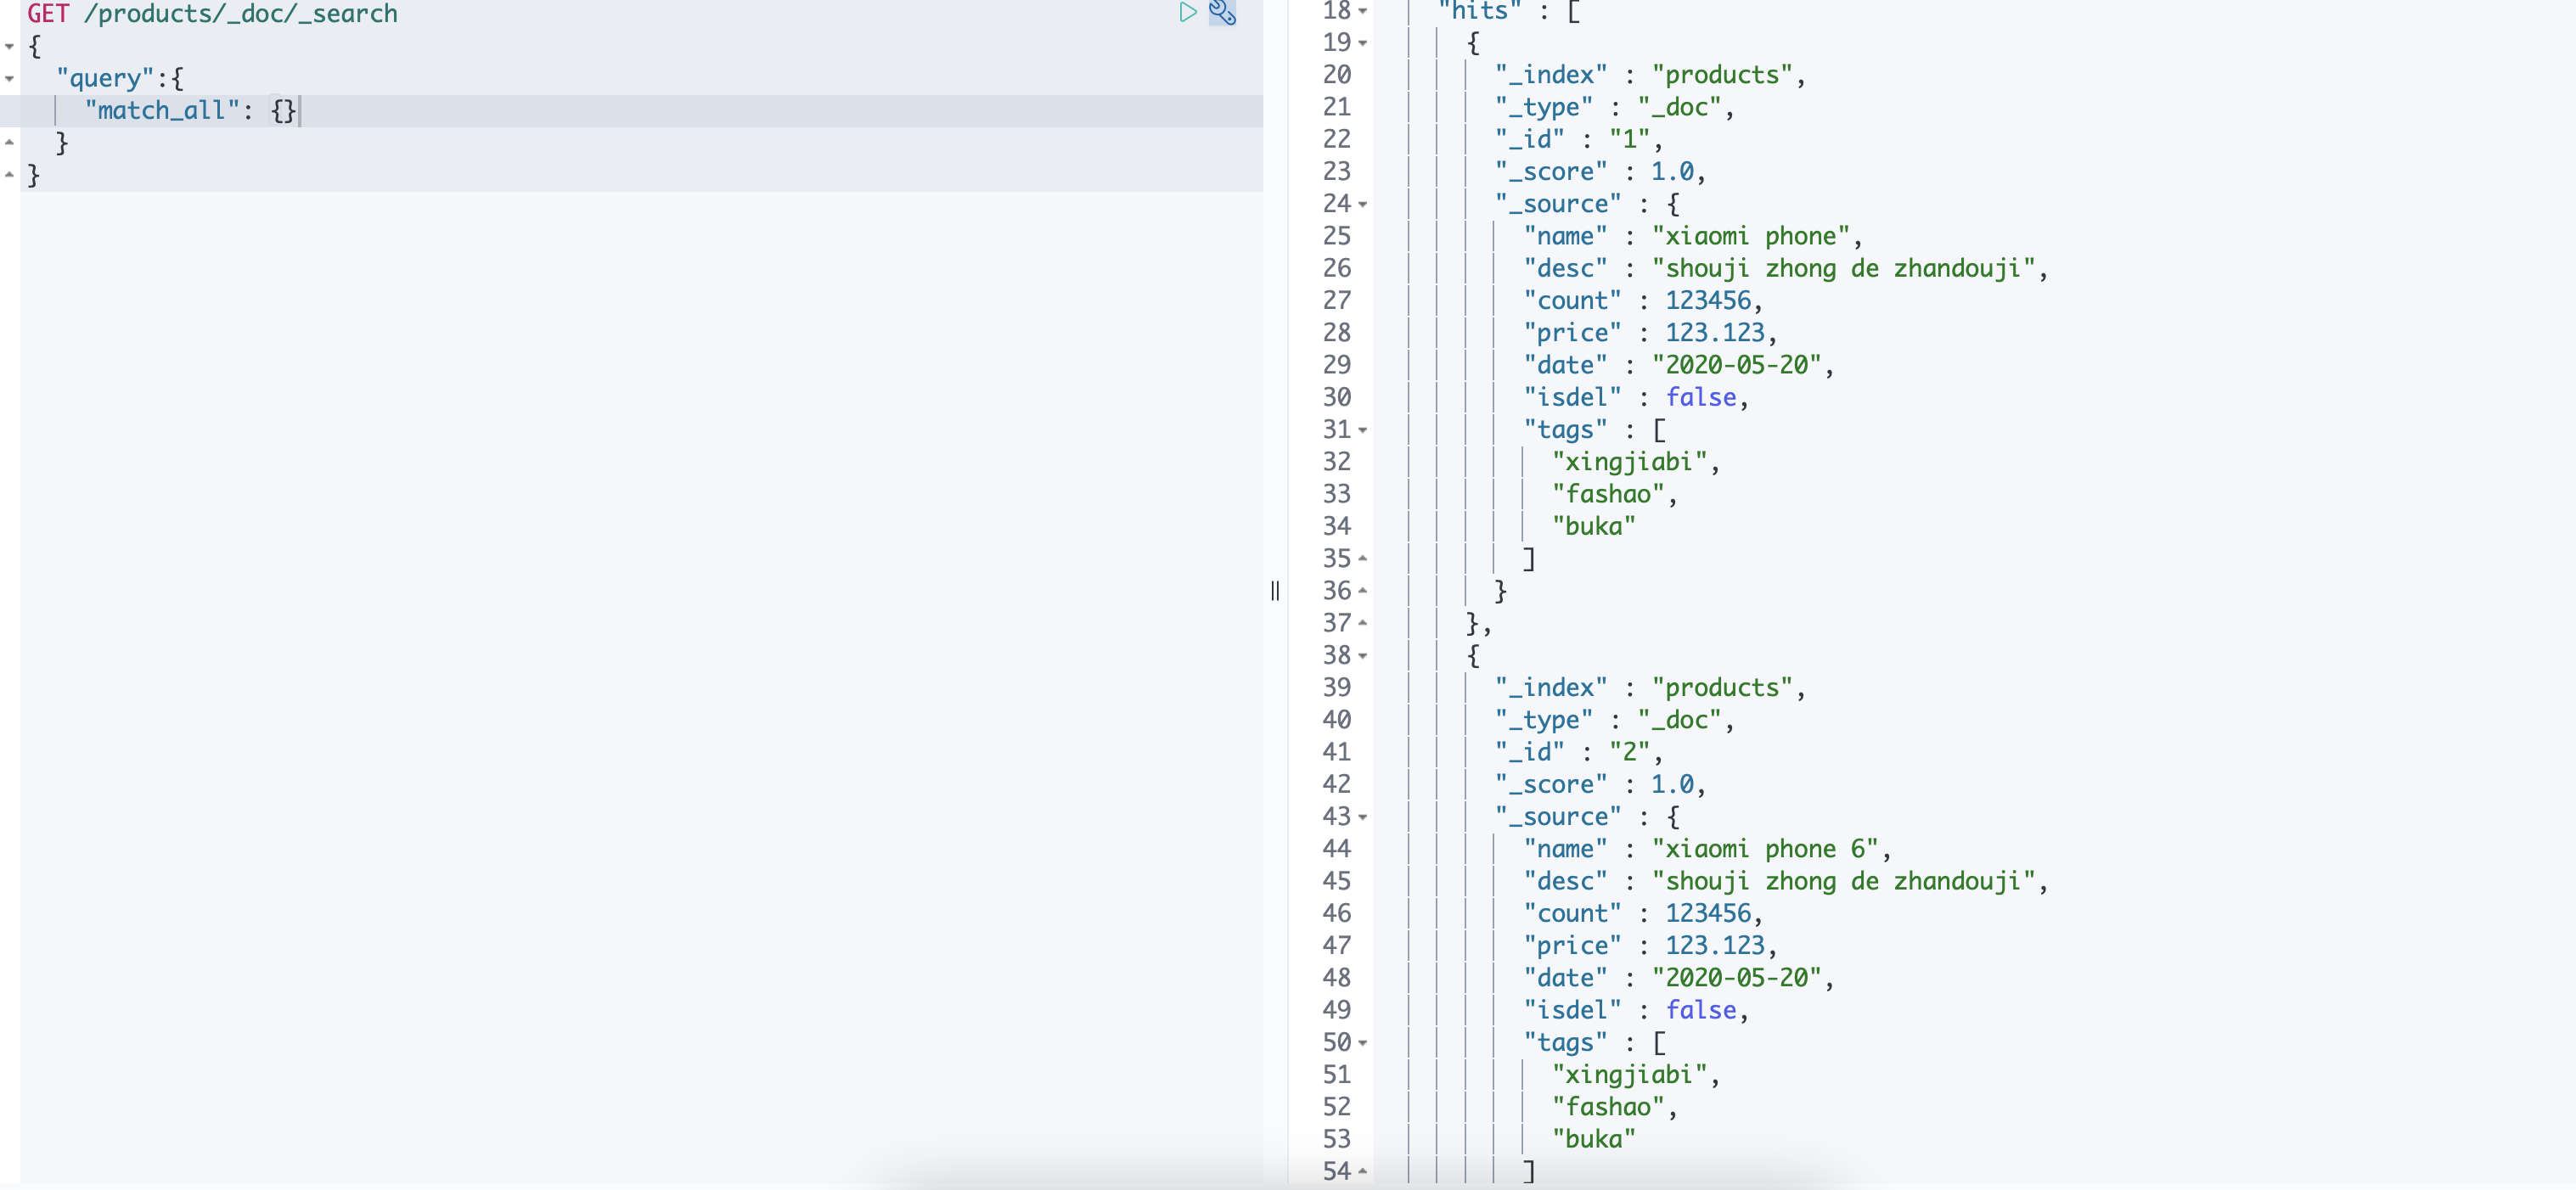 GET /products/_doc/_search
{
  "query":{
    "match_all": {}
  }
}
18 "hits" : [
19 {
20 "_index" : "products",
21 "_type" : "_doc",
22 "_id" : "1",
23 "_score" : 1.0,
24 "_source" : {
25 "name" : "xiaomi phone",
26 "desc" : "shouji zhong de zhandouji",
27 "count" : 123456,
28 "price" : 123.123,
29 "date" : "2020-05-20",
30 "isdel" : false,
31 "tags" : [
32 "xingjiabi",
33 "fashao",
34 "buka"
35 ]
36 }
37 },
38 {
39 "_index" : "products",
40 "_type" : "_doc",
41 "_id" : "2",
42 "_score" : 1.0,
43 "_source" : {
44 "name" : "xiaomi phone 6",
45 "desc" : "shouji zhong de zhandouji",
46 "count" : 123456,
47 "price" : 123.123,
48 "date" : "2020-05-20",
49 "isdel" : false,
50 "tags" : [
51 "xingjiabi",
52 "fashao",
53 "buka"
54 ]